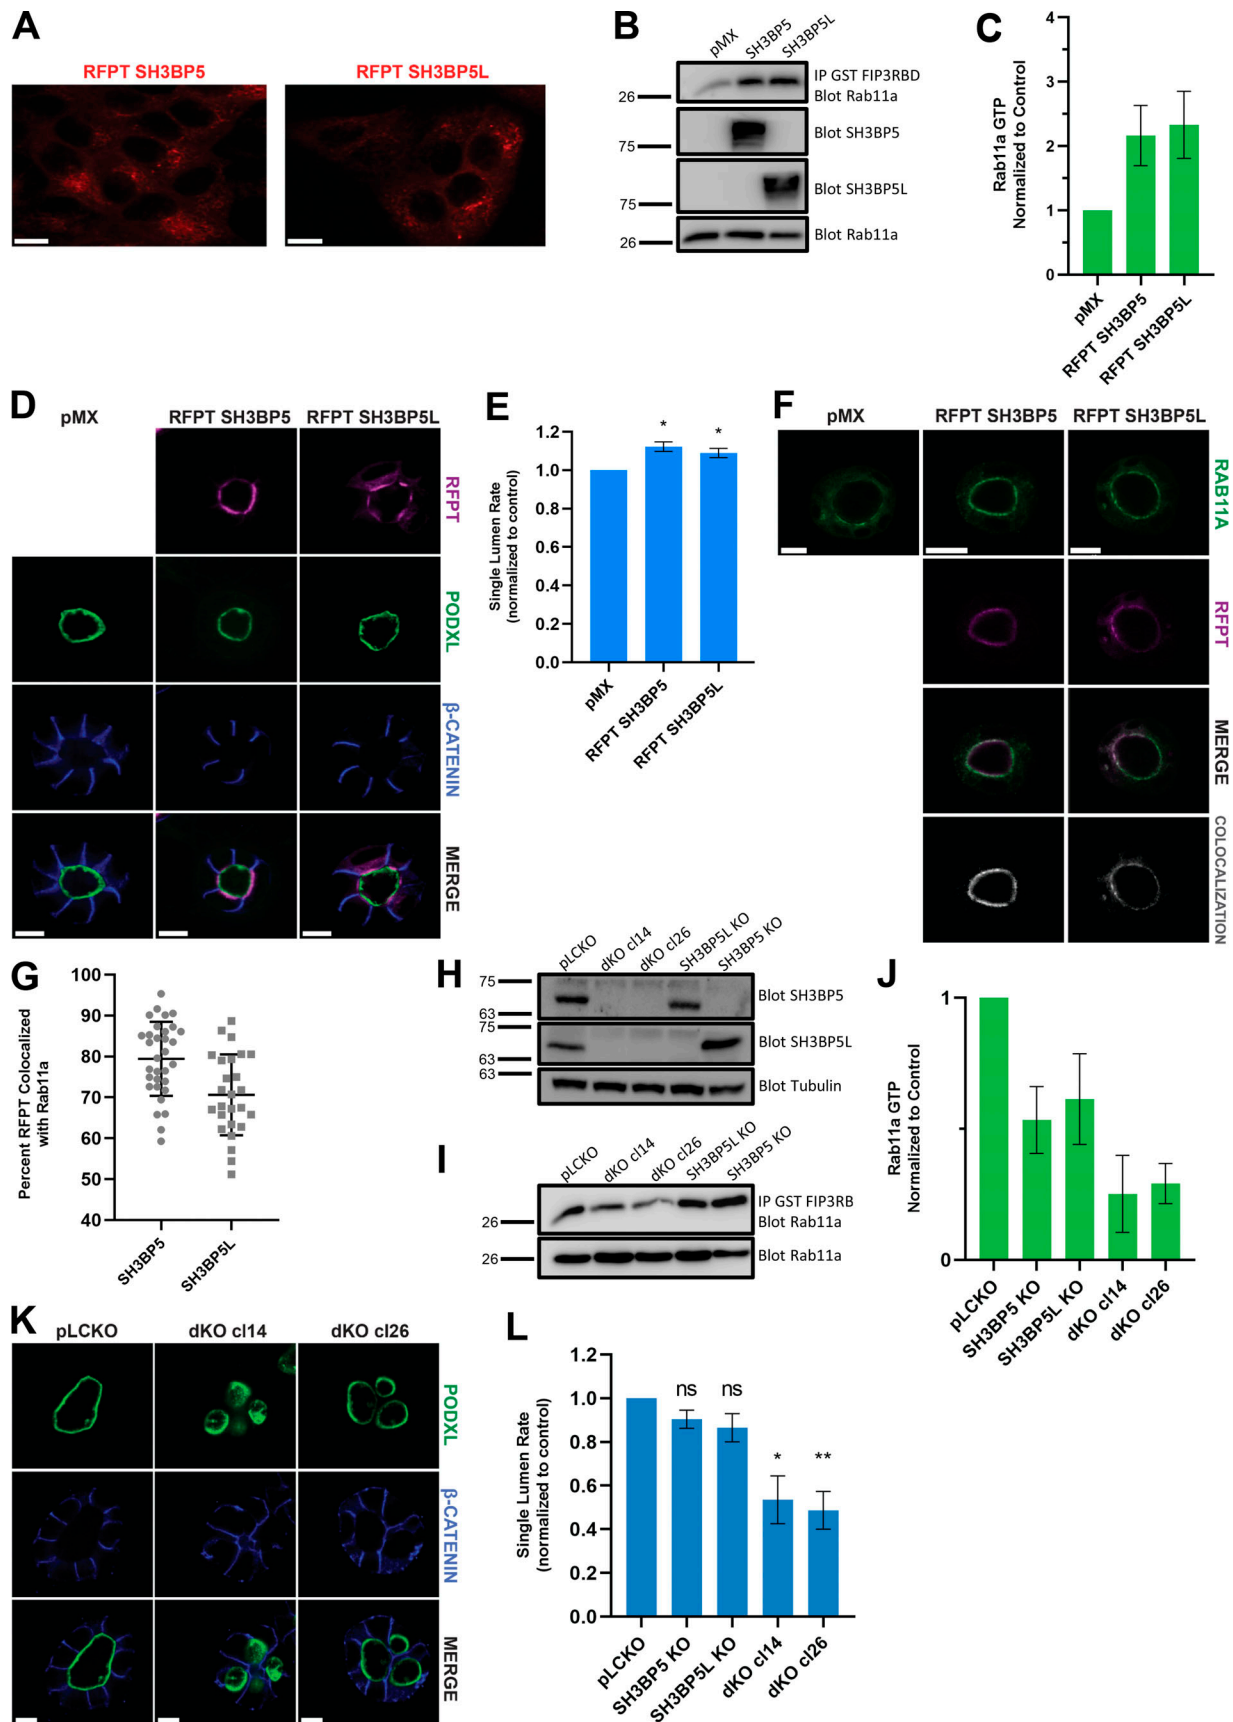 A
RFPT SH3BP5
RFPT SH3BP5L
B
pMX
SH3BP5
SH3BP5L
IP GST FIP3RBD
Blot Rab11a
26
Blot SH3BP5
75
Blot SH3BP5L
75
Blot Rab11a
26
C
Rab11a GTP
Normalized to Control
4
3
2
1
0
pMX
RFPT SH3BP5
RFPT SH3BP5L
D
pMX
RFPT SH3BP5
RFPT SH3BP5L
RFPT
PODXL
β-CATENIN
MERGE
E
Single Lumen Rate
(normalized to control)
1.2
1.0
0.8
0.6
0.4
0.2
0.0
*
*
pMX
RFPT SH3BP5
RFPT SH3BP5L
F
pMX
RFPT SH3BP5
RFPT SH3BP5L
RAB11A
RFPT
MERGE
COLOCALIZATION
G
Percent RFPT Colocalized
with Rab11a
100
90
80
70
60
50
40
SH3BP5
SH3BP5L
H
pLCKO
dKO cl14
dKO cl26
SH3BP5L KO
SH3BP5 KO
75
63
Blot SH3BP5
75
63
Blot SH3BP5L
63
Blot Tubulin
I
pLCKO
dKO cl14
dKO cl26
SH3BP5L KO
SH3BP5 KO
IP GST FIP3RB
Blot Rab11a
26
Blot Rab11a
26
J
Rab11a GTP
Normalized to Control
1
0
pLCKO
SH3BP5 KO
SH3BP5L KO
dKO cl14
dKO cl26
K
pLCKO
dKO cl14
dKO cl26
PODXL
β-CATENIN
MERGE
L
Single Lumen Rate
(normalized to control)
1.2
1.0
0.8
0.6
0.4
0.2
0.0
ns
ns
*
**
pLCKO
SH3BP5 KO
SH3BP5L KO
dKO cl14
dKO cl26